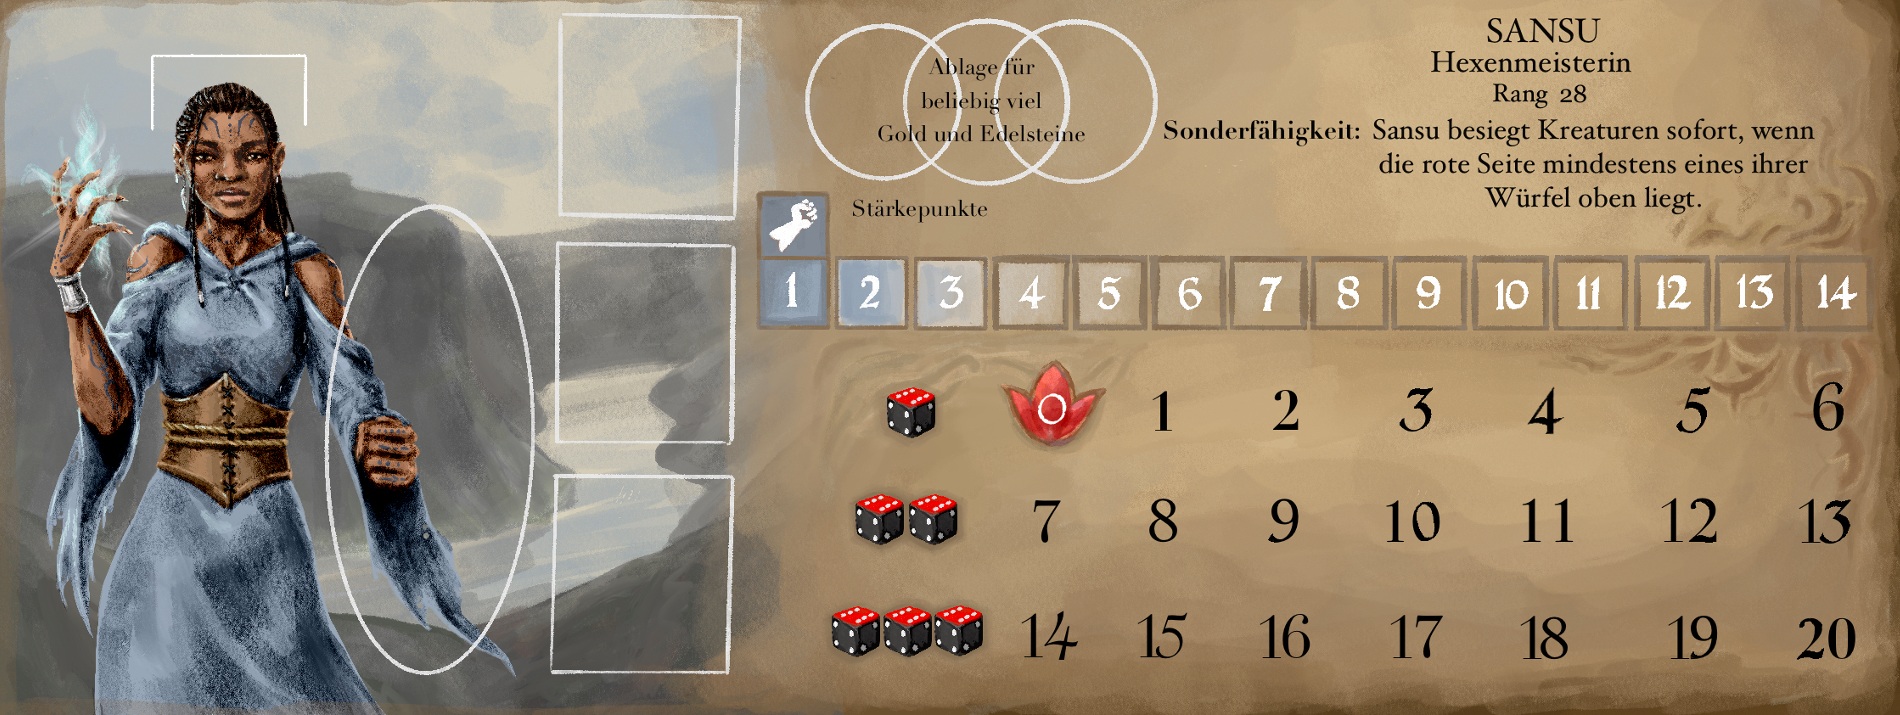 SANSU
Hexenmeisterin
Rang 28
Sonderfähigkeit: Sansu besiegt Kreaturen sofort, wenn
die rote Seite mindestens eines ihrer
Würfel oben liegt.
Ablage für
beliebig viel
Gold und Edelsteine
Stärkepunkte
1 2 3 4 5 6 7 8 9 10 11 12 13 14
0 1 2 3 4 5 6
7 8 9 10 11 12 13
14 15 16 17 18 19 20